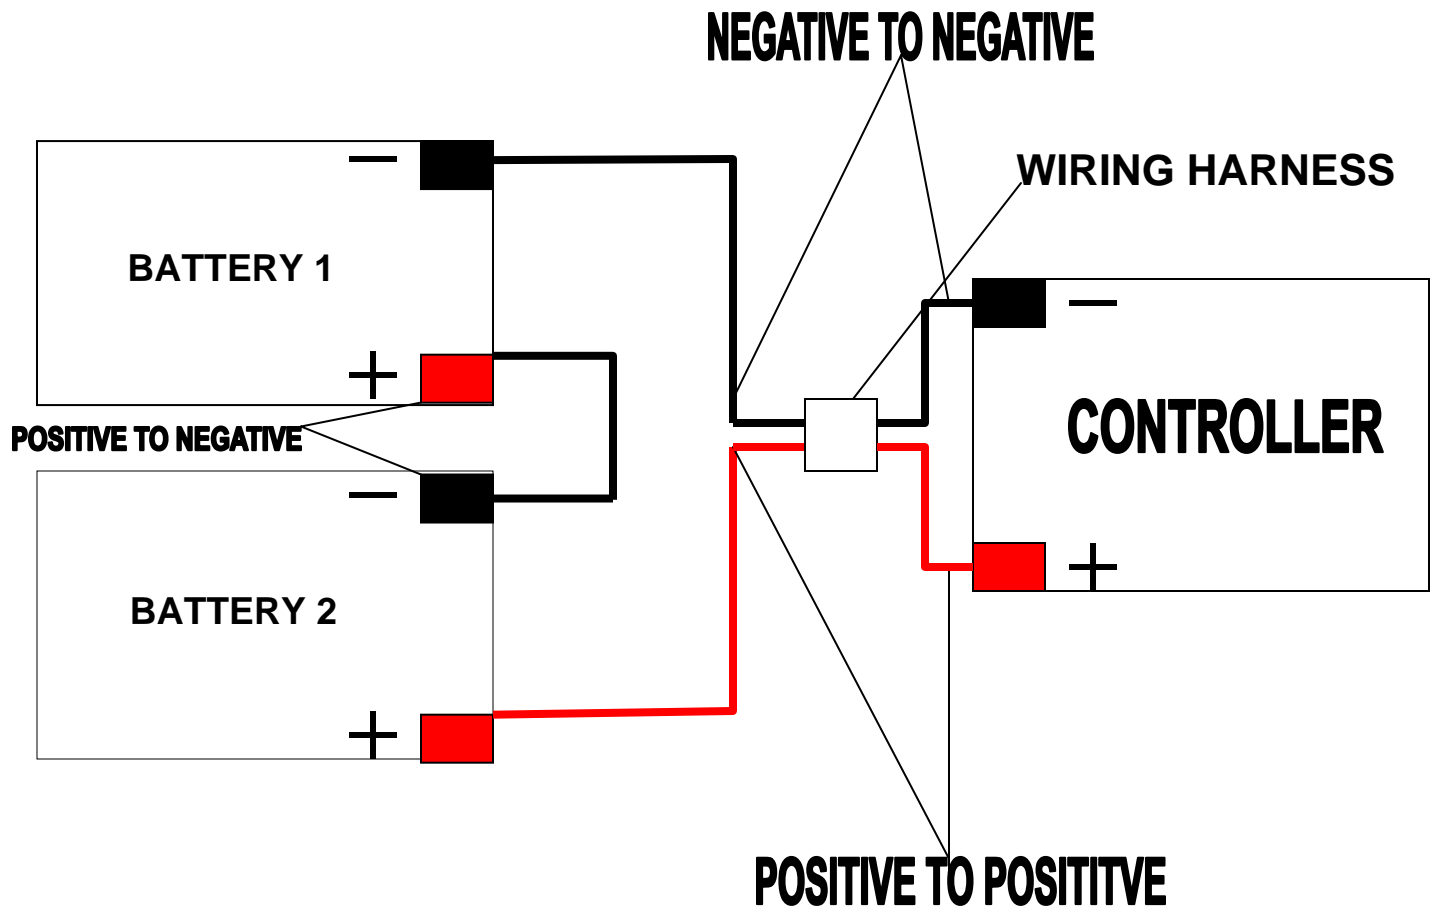 NEGATIVE TO NEGATIVE
WIRING HARNESS
BATTERY 1
CONTROLLER
POSITIVE TO NEGATIVE
BATTERY 2
POSITIVE TO POSITITVE